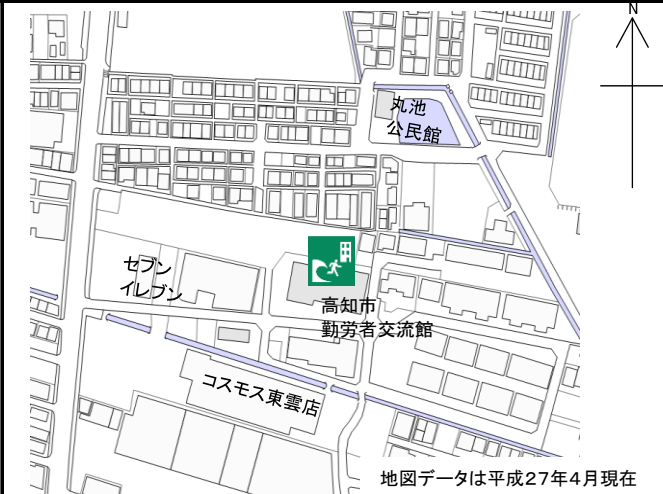 N
丸池
公民館
セブン
イレブン
高知市
勤労者交流館
コスモス東雲店
地図データは平成27年4月現在